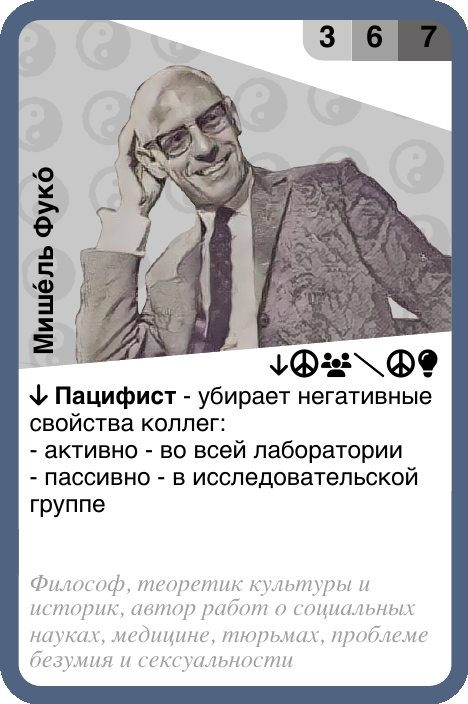 3 6 7
Мише́ль Фуко́
Пацифист - убирает негативные
свойства коллег:
- активно - во всей лаборатории
- пассивно - в исследовательской
группе
Философ, теоретик культуры и
историк, автор работ о социальных
науках, медицине, тюрьмах, проблеме
безумия и сексуальности